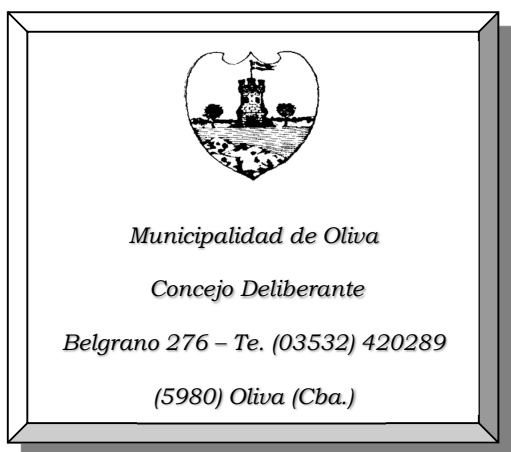 Municipalidad de Oliva
Concejo Deliberante
Belgrano 276 – Te. (03532) 420289
(5980) Oliva (Cba.)